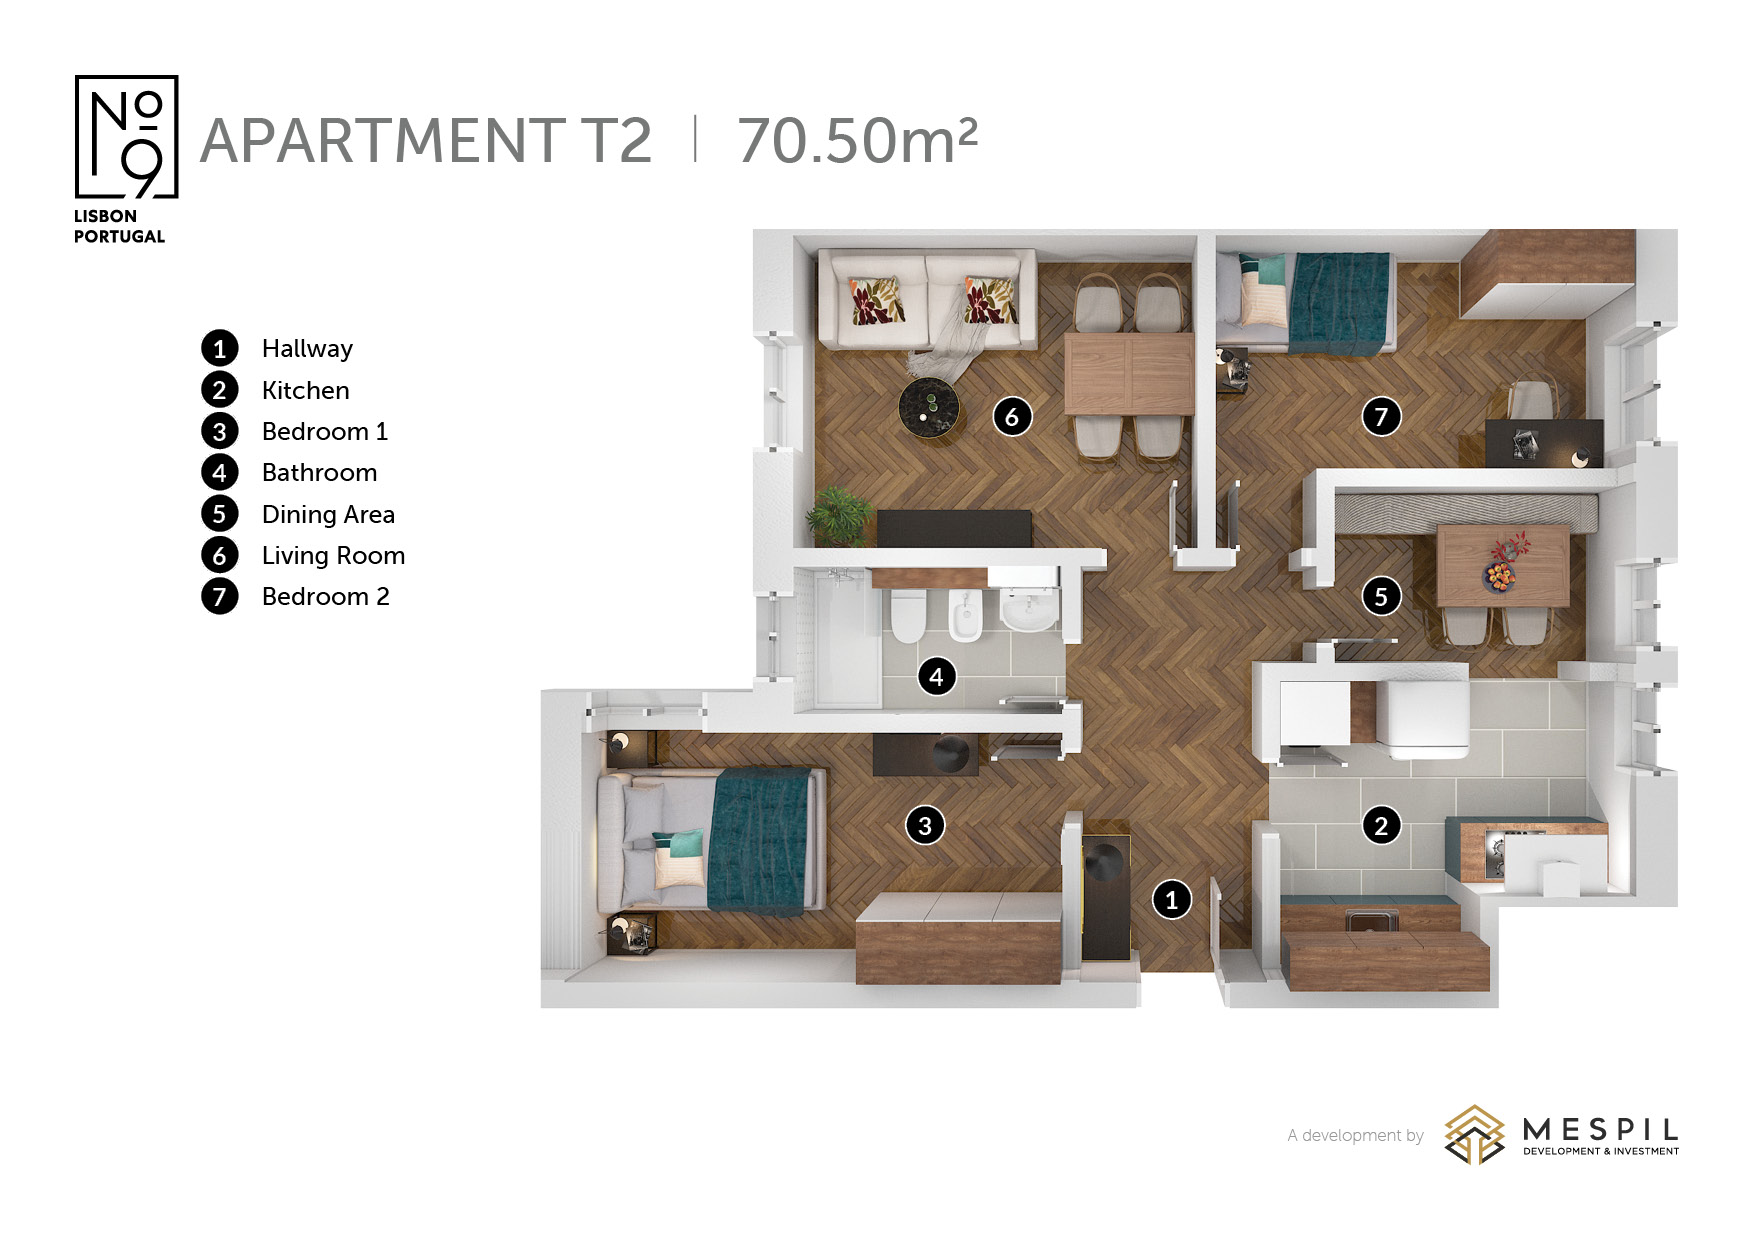 Nº
19
LISBON
PORTUGAL
APARTMENT T2 | 70.50m²
1 Hallway
2 Kitchen
3 Bedroom 1
4 Bathroom
5 Dining Area
6 Living Room
7 Bedroom 2
6
7
5
4
3
2
1
A development by
MESPIL
DEVELOPMENT & INVESTMENT